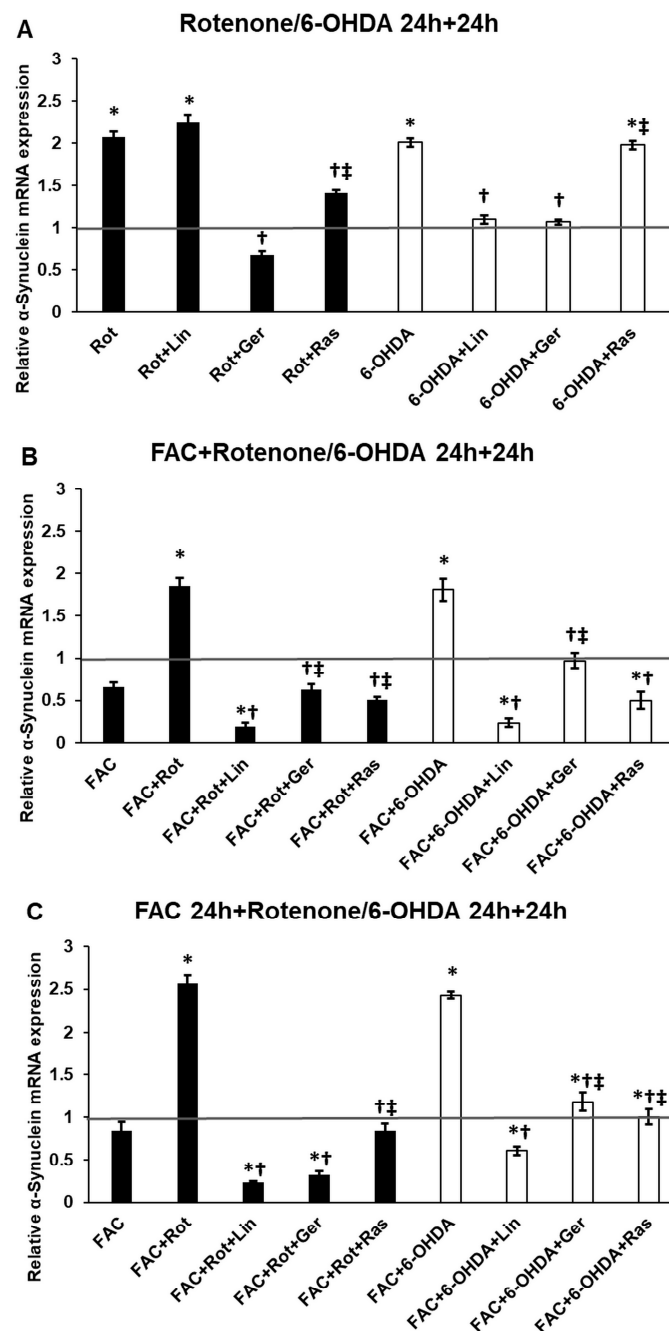 A
Rotenone/6-OHDA 24h+24h
Relative α-Synuclein mRNA expression
3
2.5
2
1.5
1
0.5
0
*
*
†
†‡
*
†
†
*‡
Rot
Rot+Lin
Rot+Ger
Rot+Ras
6-OHDA
6-OHDA+Lin
6-OHDA+Ger
6-OHDA+Ras
B
FAC+Rotenone/6-OHDA 24h+24h
Relative α-Synuclein mRNA expression
3
2.5
2
1.5
1
0.5
0
*
*†
†‡
†‡
*
*†
†‡
*†
FAC
FAC+Rot
FAC+Rot+Lin
FAC+Rot+Ger
FAC+Rot+Ras
FAC+6-OHDA
FAC+6-OHDA+Lin
FAC+6-OHDA+Ger
FAC+6-OHDA+Ras
C
FAC 24h+Rotenone/6-OHDA 24h+24h
Relative α-Synuclein mRNA expression
3
2.5
2
1.5
1
0.5
0
*
*†
*†
†‡
*
*†
*†‡
*†‡
FAC
FAC+Rot
FAC+Rot+Lin
FAC+Rot+Ger
FAC+Rot+Ras
FAC+6-OHDA
FAC+6-OHDA+Lin
FAC+6-OHDA+Ger
FAC+6-OHDA+Ras